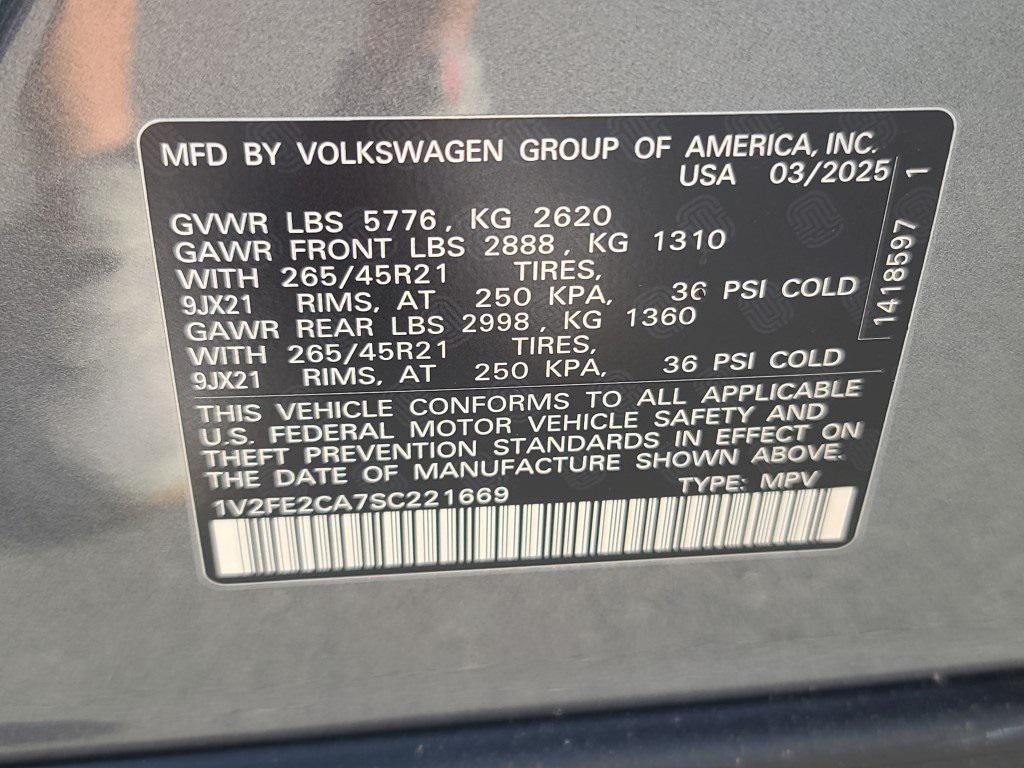 MFD BY VOLKSWAGEN GROUP OF AMERICA, INC.
USA 03/2025
GVWR LBS 5776, KG 2620
GAWR FRONT LBS 2888, KG 1310
WITH 265/45R21 TIRES,
9JX21 RIMS, AT 250 KPA, 36 PSI COLD
GAWR REAR LBS 2998, KG 1360
WITH 265/45R21 TIRES,
9JX21 RIMS, AT 250 KPA, 36 PSI COLD
1418597 1
THIS VEHICLE CONFORMS TO ALL APPLICABLE
U.S. FEDERAL MOTOR VEHICLE SAFETY AND
THEFT PREVENTION STANDARDS IN EFFECT ON
THE DATE OF MANUFACTURE SHOWN ABOVE.
1V2FE2CA7SC221669 TYPE: MPV